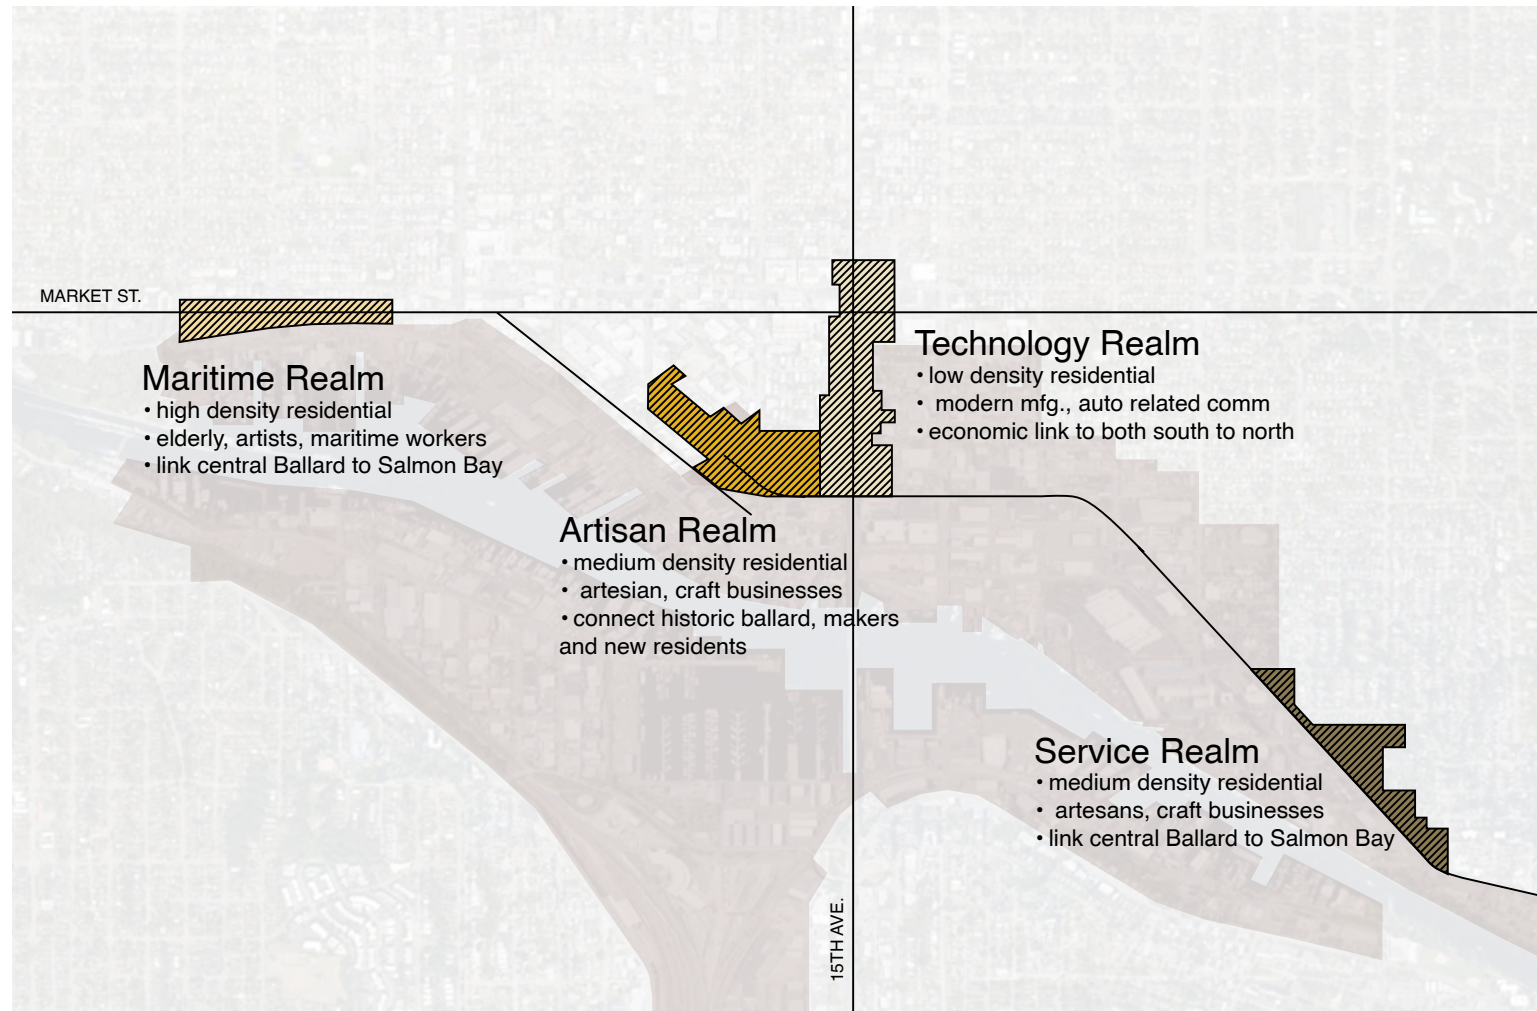 MARKET ST.
Maritime Realm
• high density residential
• elderly, artists, maritime workers
• link central Ballard to Salmon Bay
Technology Realm
• low density residential
• modern mfg., auto related comm
• economic link to both south to north
Artisan Realm
• medium density residential
• artesian, craft businesses
• connect historic ballard, makers
and new residents
Service Realm
• medium density residential
• artesans, craft businesses
• link central Ballard to Salmon Bay
15TH AVE.